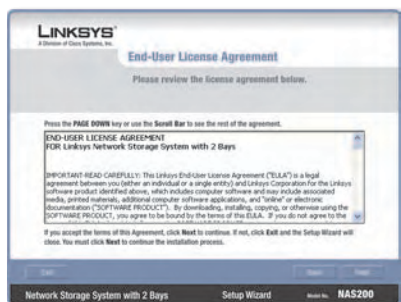 LINKSYS®
A Division of Cisco Systems, Inc.
End-User License Agreement
Please review the license agreement below.
Press the PAGE DOWN key or use the Scroll Bar to see the rest of the agreement.
END-USER LICENSE AGREEMENT
FOR Linksys Network Storage System with 2 Bays
IMPORTANT-READ CAREFULLY: This Linksys End-User License Agreement ("EULA") is a legal
agreement between you (either an individual or a single entity) and Linksys Corporation for the Linksys
software product identified above, which includes computer software and may include associated
media, printed materials, additional computer software applications, and "online" or electronic
documentation ("SOFTWARE PRODUCT"). By downloading, installing, copying, or otherwise using the
SOFTWARE PRODUCT, you agree to be bound by the terms of this EULA. If you do not agree to the
If you accept the terms of this Agreement, click Next to continue. If not, click Exit and the Setup Wizard will
close. You must click Next to continue the installation process.
Exit
Next
Network Storage System with 2 Bays
Setup Wizard
Model No.
NAS200